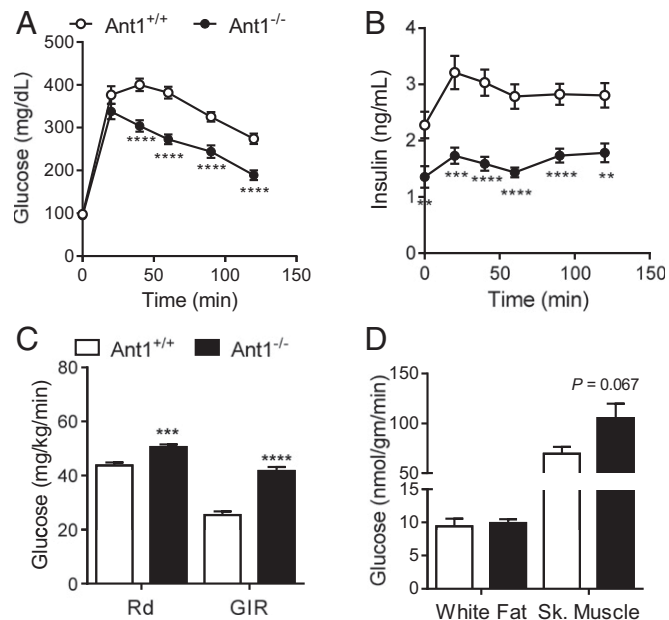 A
Ant1+/+
Ant1-/-
Glucose (mg/dL)
500
400
300
200
100
0
****
****
****
****
0
50
100
150
Time (min)
B
Insulin (ng/mL)
4
3
2
1
0
**
***
****
****
****
**
0
50
100
150
Time (min)
C
Ant1+/+
Ant1-/-
Glucose (mg/kg/min)
80
60
40
20
0
***
****
Rd
GIR
D
Glucose (nmol/gm/min)
150
100
50
15
10
5
0
P = 0.067
White Fat
Sk. Muscle